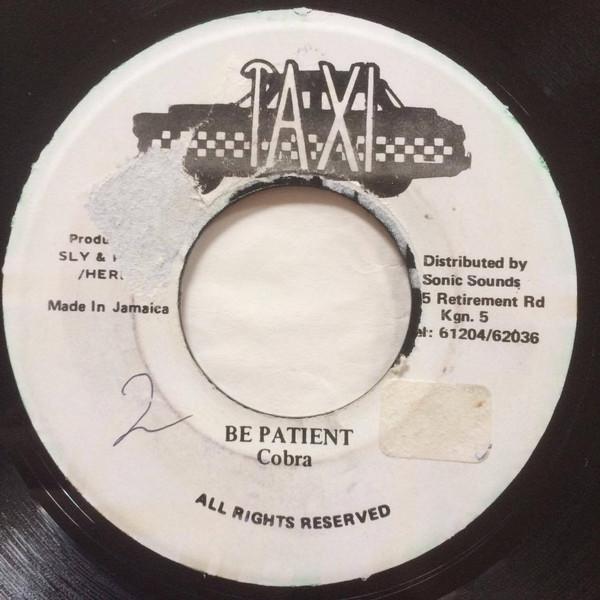 TAXI
Produ
SLY &
/HER
Made In Jamaica
Distributed by
Sonic Sounds
5 Retirement Rd
Kgn. 5
el: 61204/62036
2
BE PATIENT
Cobra
ALL RIGHTS RESERVED